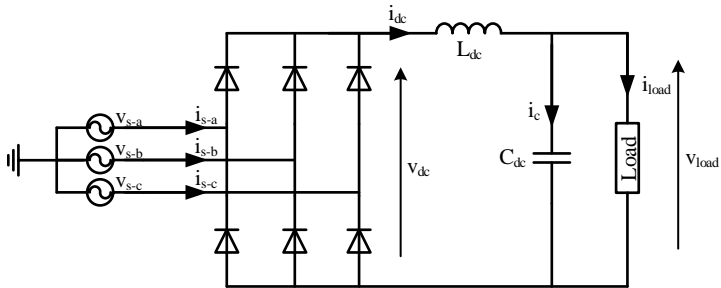 i_dc
L_dc
v_s-a
i_s-a
v_s-b
i_s-b
v_s-c
i_s-c
v_dc
i_c
C_dc
i_load
Load
v_load